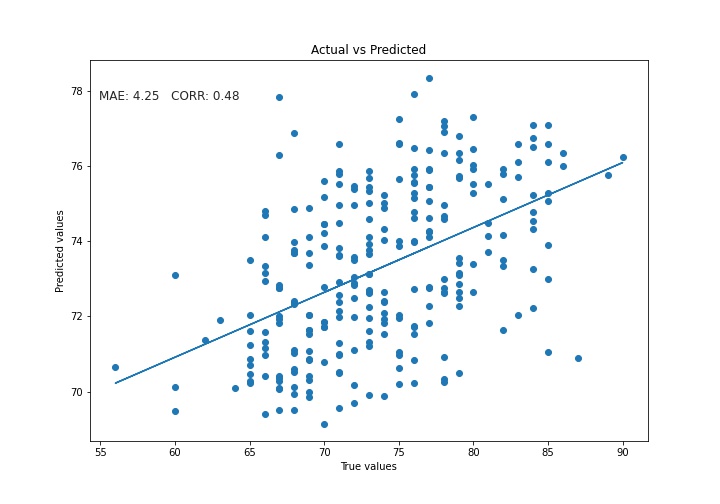 Actual vs Predicted
MAE: 4.25 CORR: 0.48
78
76
74
72
70
Predicted values
55 60 65 70 75 80 85 90
True values